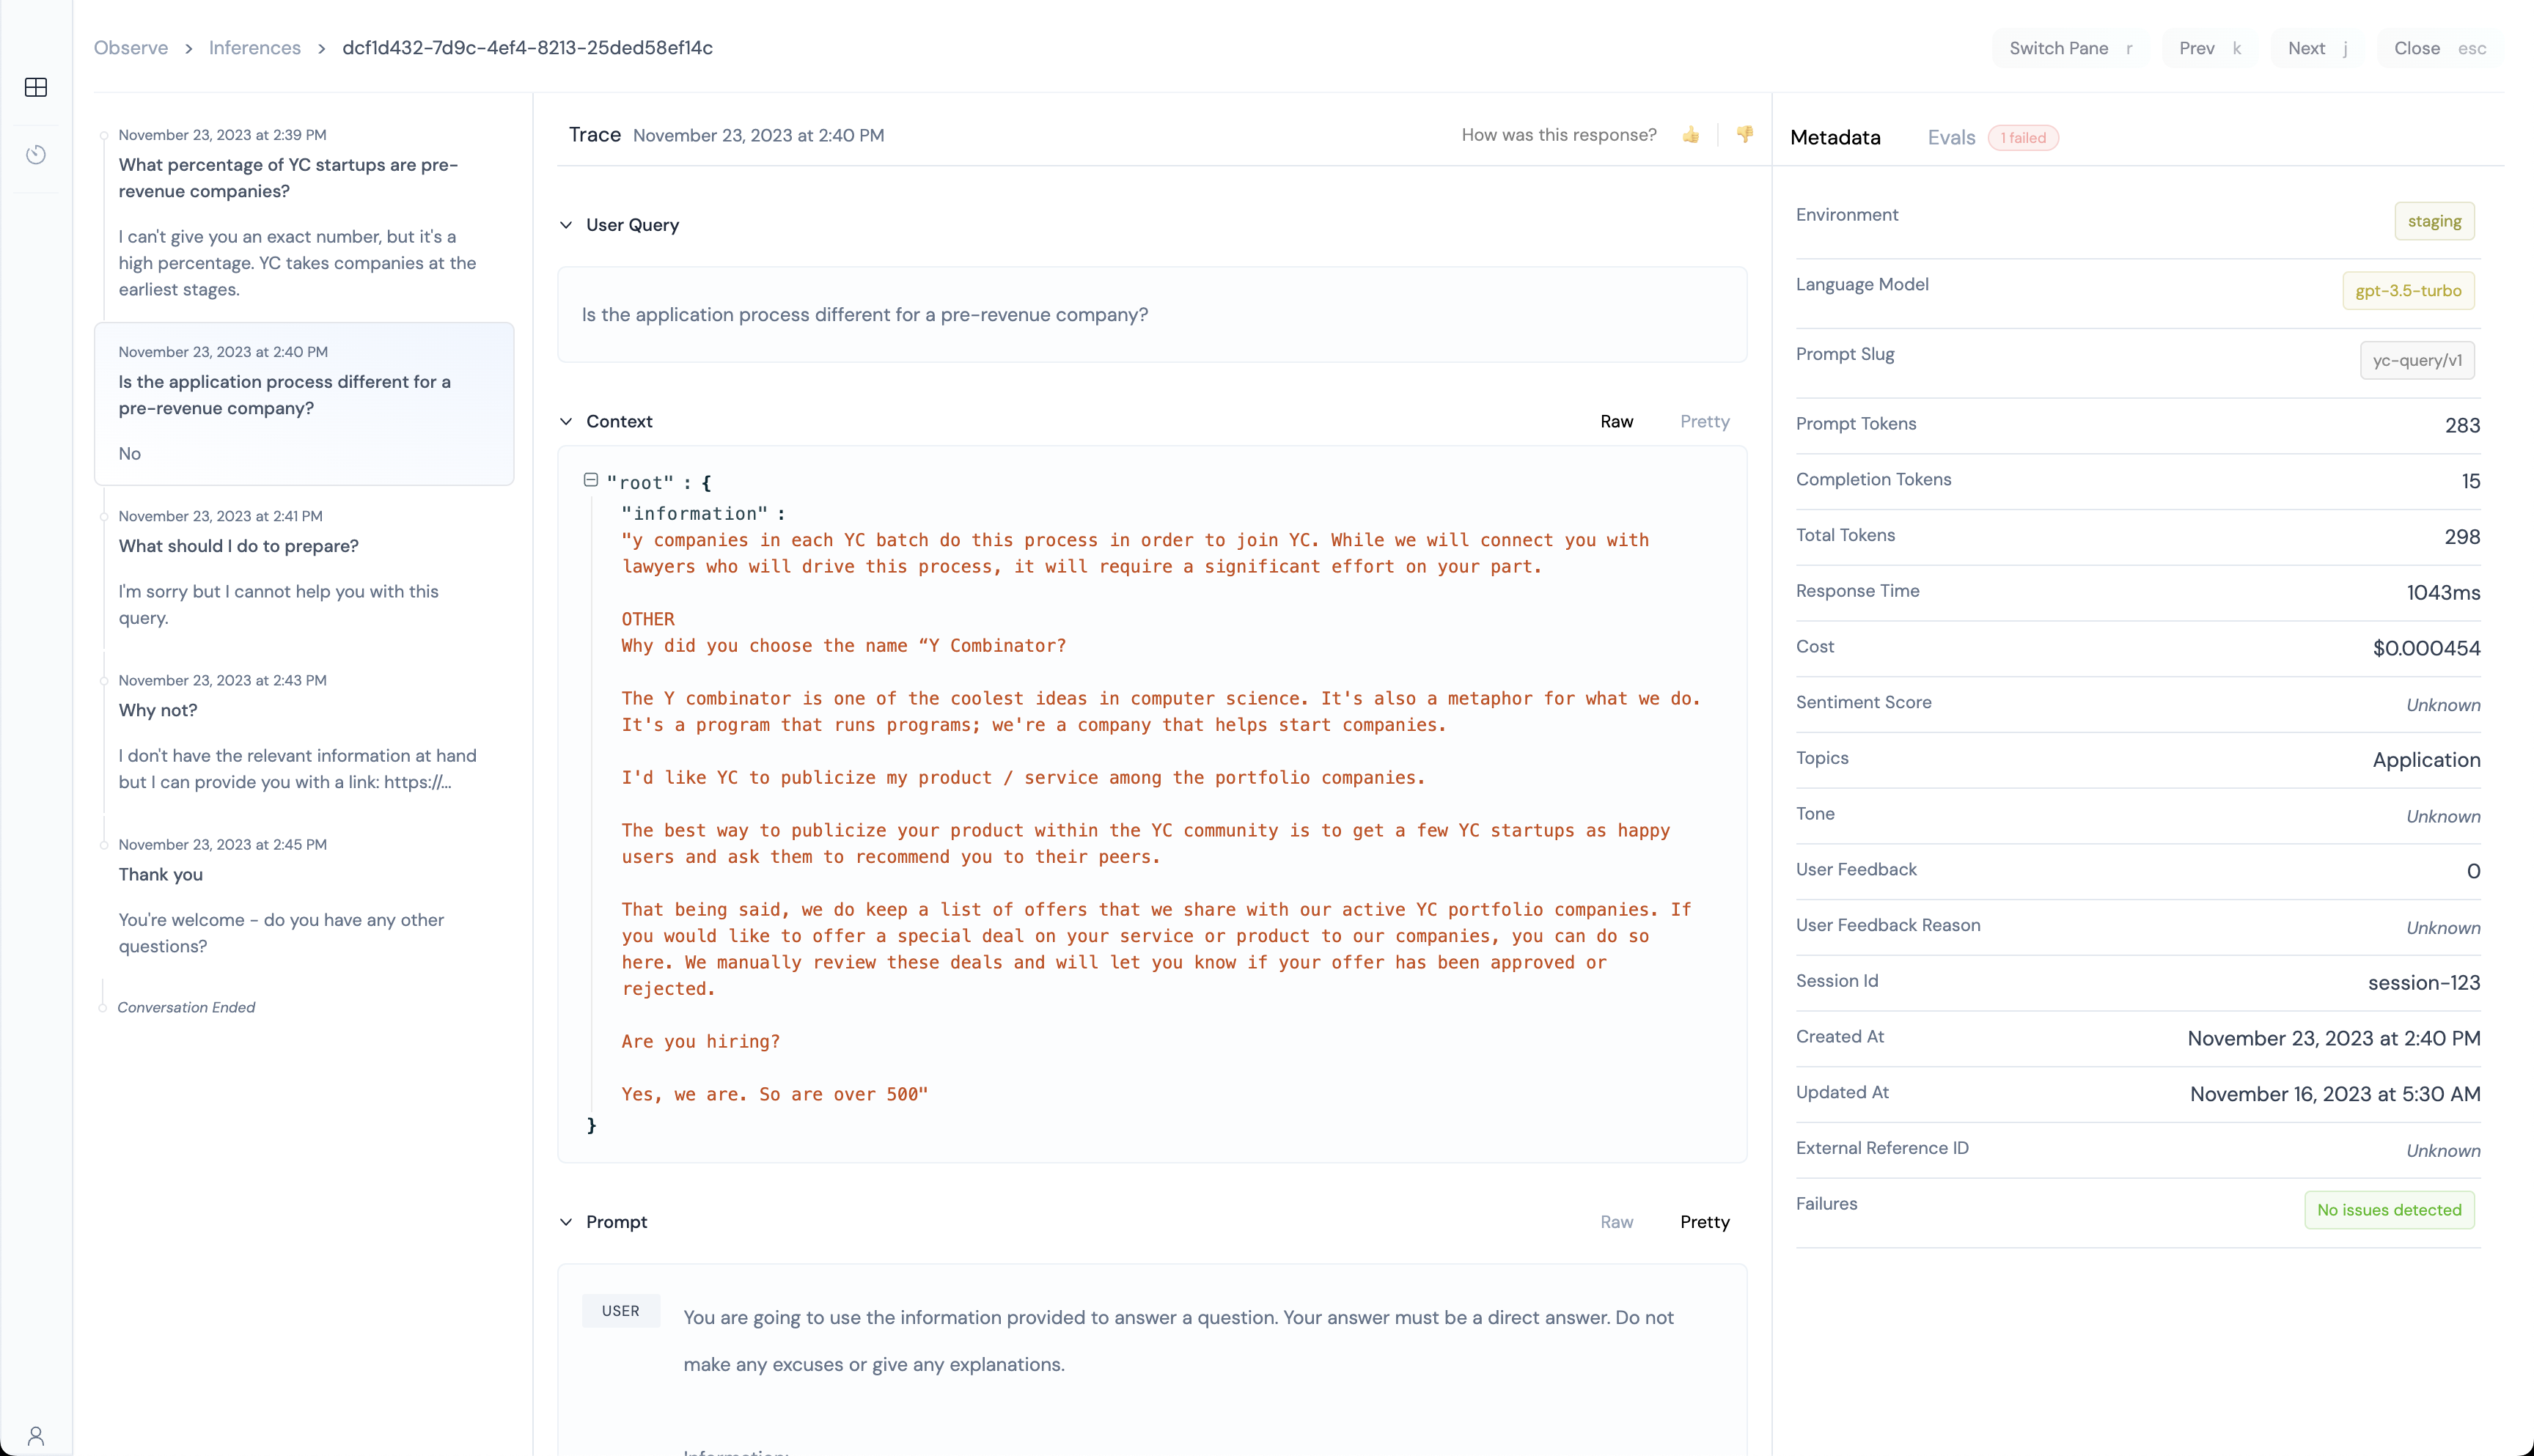 Observe > Inferences > dcf1d432-7d9c-4ef4-8213-25ded58ef14c
Switch Pane r
Prev k
Next j
Close esc
November 23, 2023 at 2:39 PM
What percentage of YC startups are pre-
revenue companies?
I can't give you an exact number, but it's a
high percentage. YC takes companies at the
earliest stages.
November 23, 2023 at 2:40 PM
Is the application process different for a
pre-revenue company?
No
November 23, 2023 at 2:41 PM
What should I do to prepare?
I'm sorry but I cannot help you with this
query.
November 23, 2023 at 2:43 PM
Why not?
I don't have the relevant information at hand
but I can provide you with a link: https://...
November 23, 2023 at 2:45 PM
Thank you
You're welcome - do you have any other
questions?
Conversation Ended
Trace November 23, 2023 at 2:40 PM
How was this response? 👍 👎
User Query
Is the application process different for a pre-revenue company?
Context
Raw Pretty
"root" : {
"information" :
"y companies in each YC batch do this process in order to join YC. While we will connect you with
lawyers who will drive this process, it will require a significant effort on your part.
OTHER
Why did you choose the name “Y Combinator?
The Y combinator is one of the coolest ideas in computer science. It's also a metaphor for what we do.
It's a program that runs programs; we're a company that helps start companies.
I'd like YC to publicize my product / service among the portfolio companies.
The best way to publicize your product within the YC community is to get a few YC startups as happy
users and ask them to recommend you to their peers.
That being said, we do keep a list of offers that we share with our active YC portfolio companies. If
you would like to offer a special deal on your service or product to our companies, you can do so
here. We manually review these deals and will let you know if your offer has been approved or
rejected.
Are you hiring?
Yes, we are. So are over 500"
}
Prompt
Raw Pretty
USER
You are going to use the information provided to answer a question. Your answer must be a direct answer. Do not
make any excuses or give any explanations.
Metadata
Evals 1 failed
Environment staging
Language Model gpt-3.5-turbo
Prompt Slug yc-query/v1
Prompt Tokens 283
Completion Tokens 15
Total Tokens 298
Response Time 1043ms
Cost $0.000454
Sentiment Score Unknown
Topics Application
Tone Unknown
User Feedback 0
User Feedback Reason Unknown
Session Id session-123
Created At November 23, 2023 at 2:40 PM
Updated At November 16, 2023 at 5:30 AM
External Reference ID Unknown
Failures No issues detected